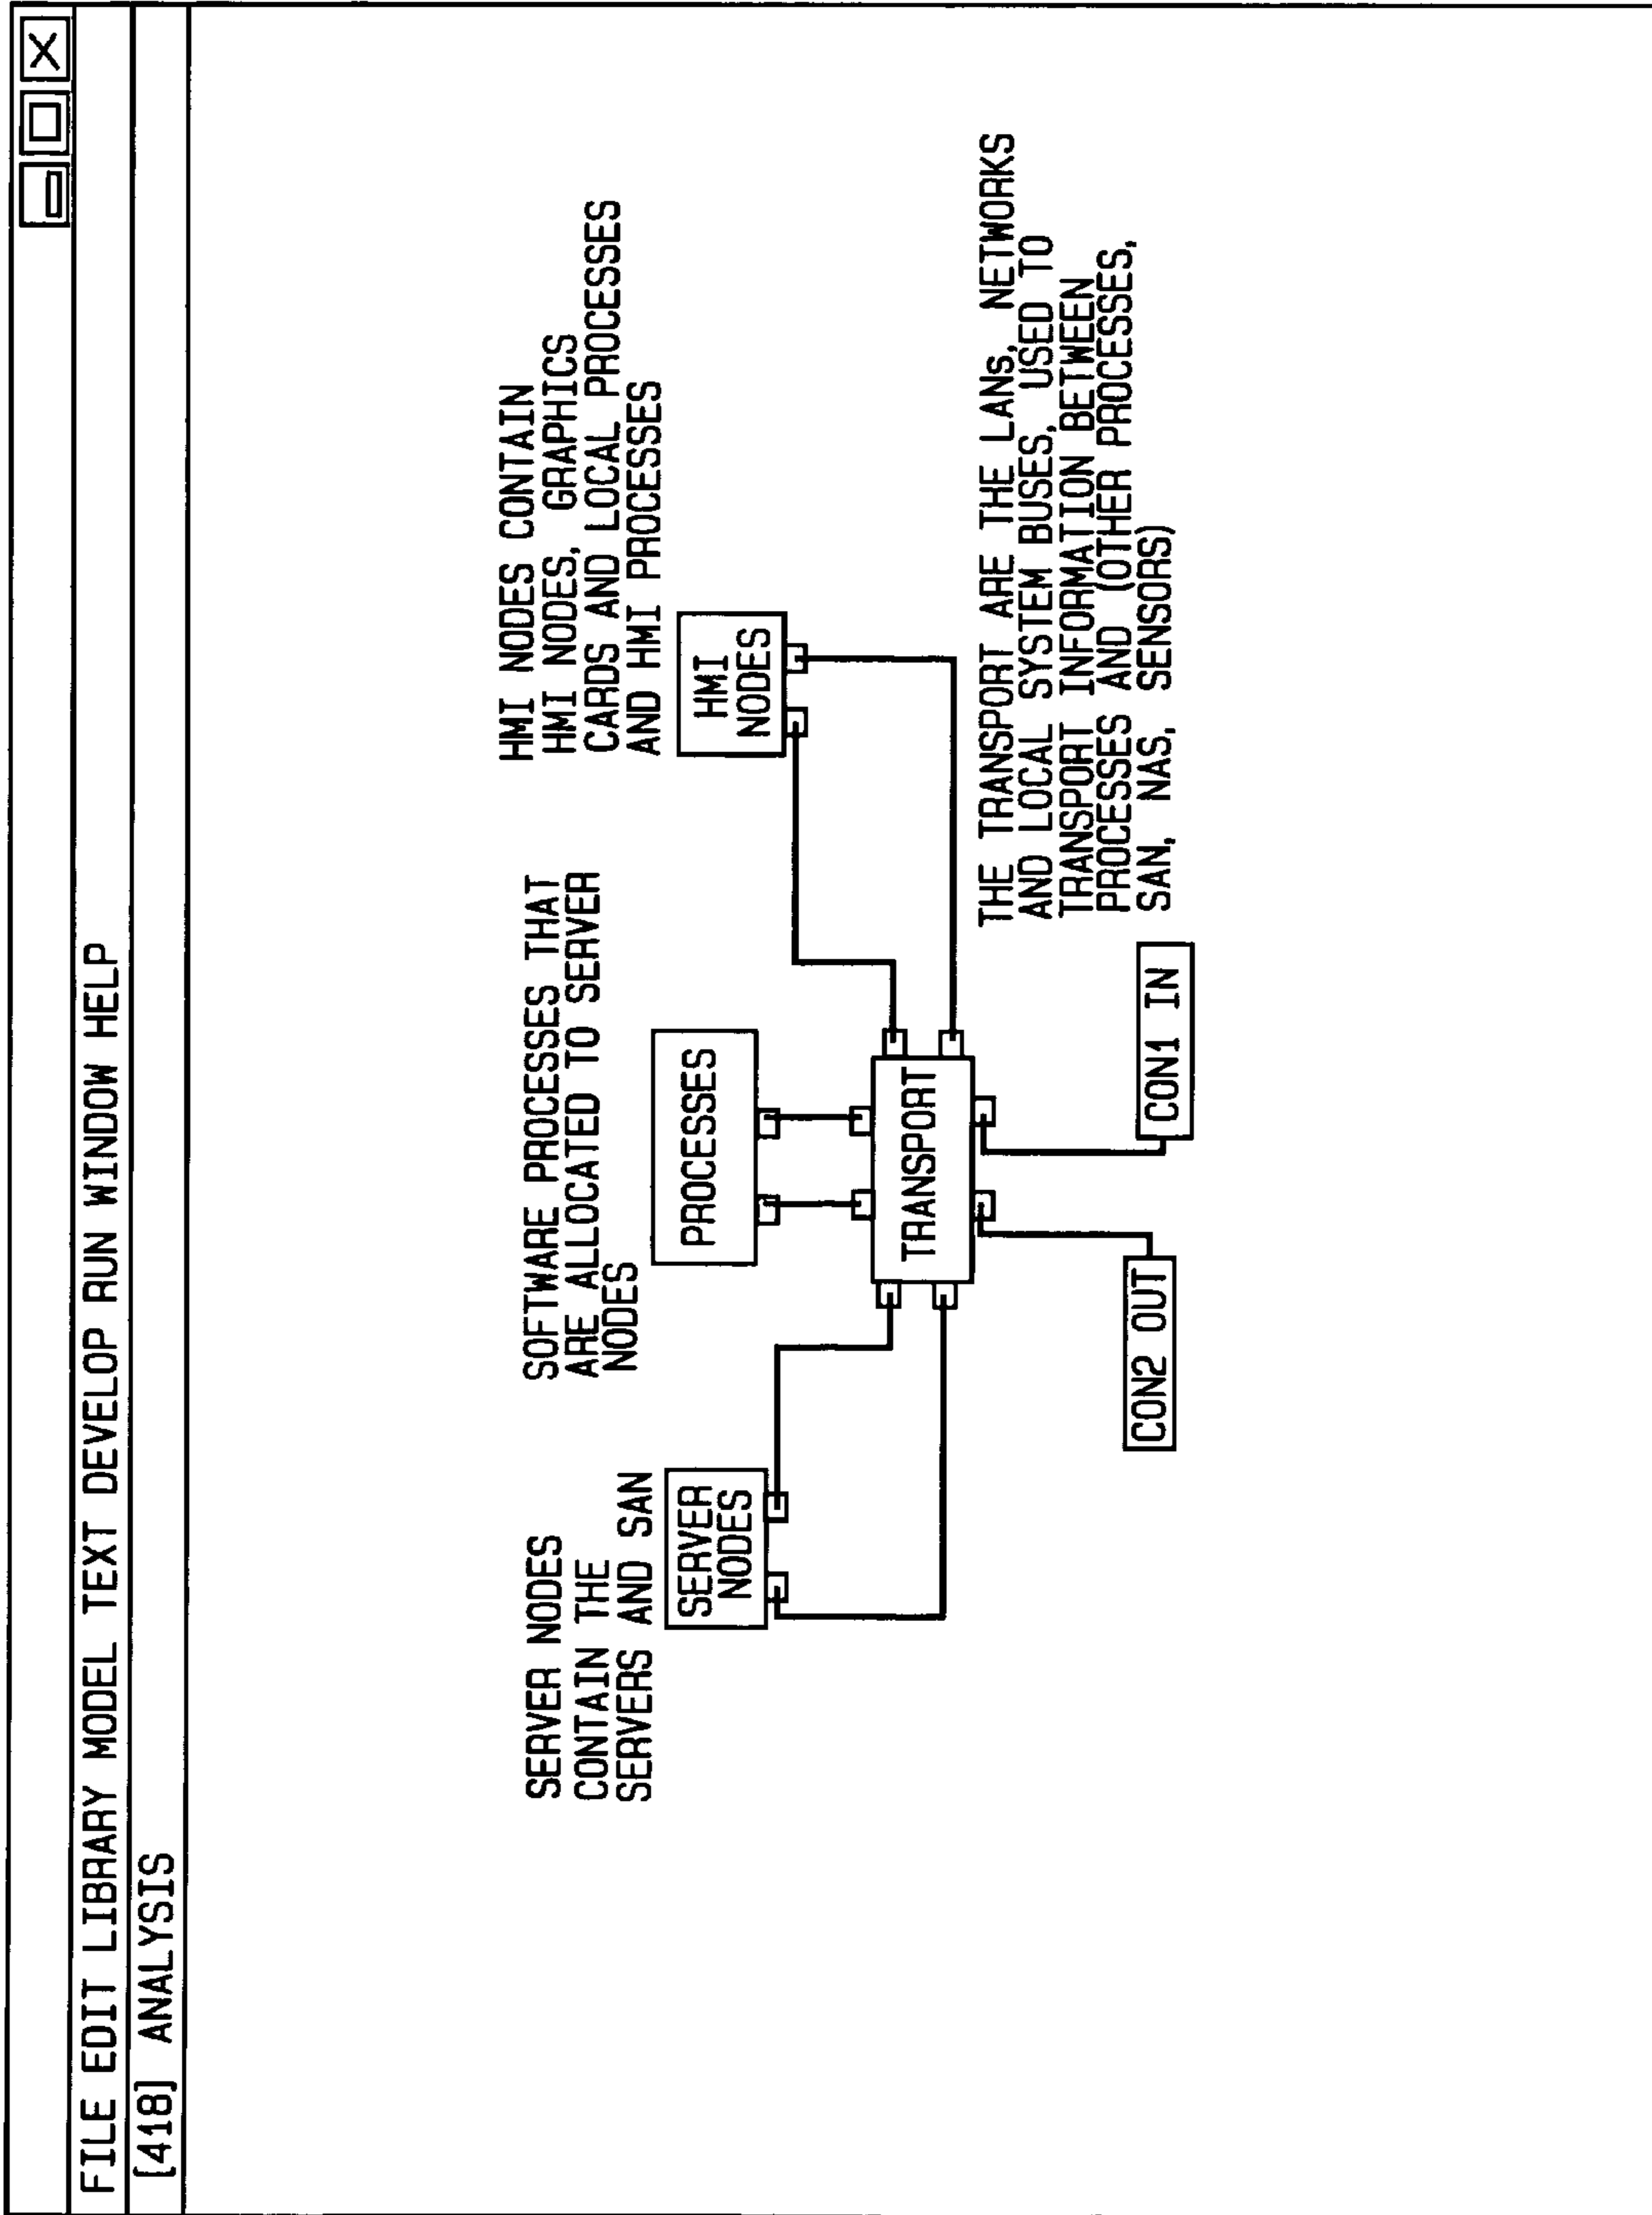 FILE EDIT LIBRARY MODEL TEXT DEVELOP RUN WINDOW HELP
[418] ANALYSIS
SERVER NODES
CONTAIN THE
SERVERS AND SAN
SERVER
NODES
SOFTWARE PROCESSES THAT
ARE ALLOCATED TO SERVER
NODES
PROCESSES
HMI NODES CONTAIN
HMI NODES, GRAPHICS
CARDS AND LOCAL PROCESSES
AND HMI PROCESSES
HMI
NODES
TRANSPORT
THE TRANSPORT ARE THE LANs, NETWORKS
AND LOCAL SYSTEM BUSES, USED TO
TRANSPORT INFORMATION BETWEEN
PROCESSES AND (OTHER PROCESSES,
SAN, NAS, SENSORS)
CON2 OUT
CON1 IN